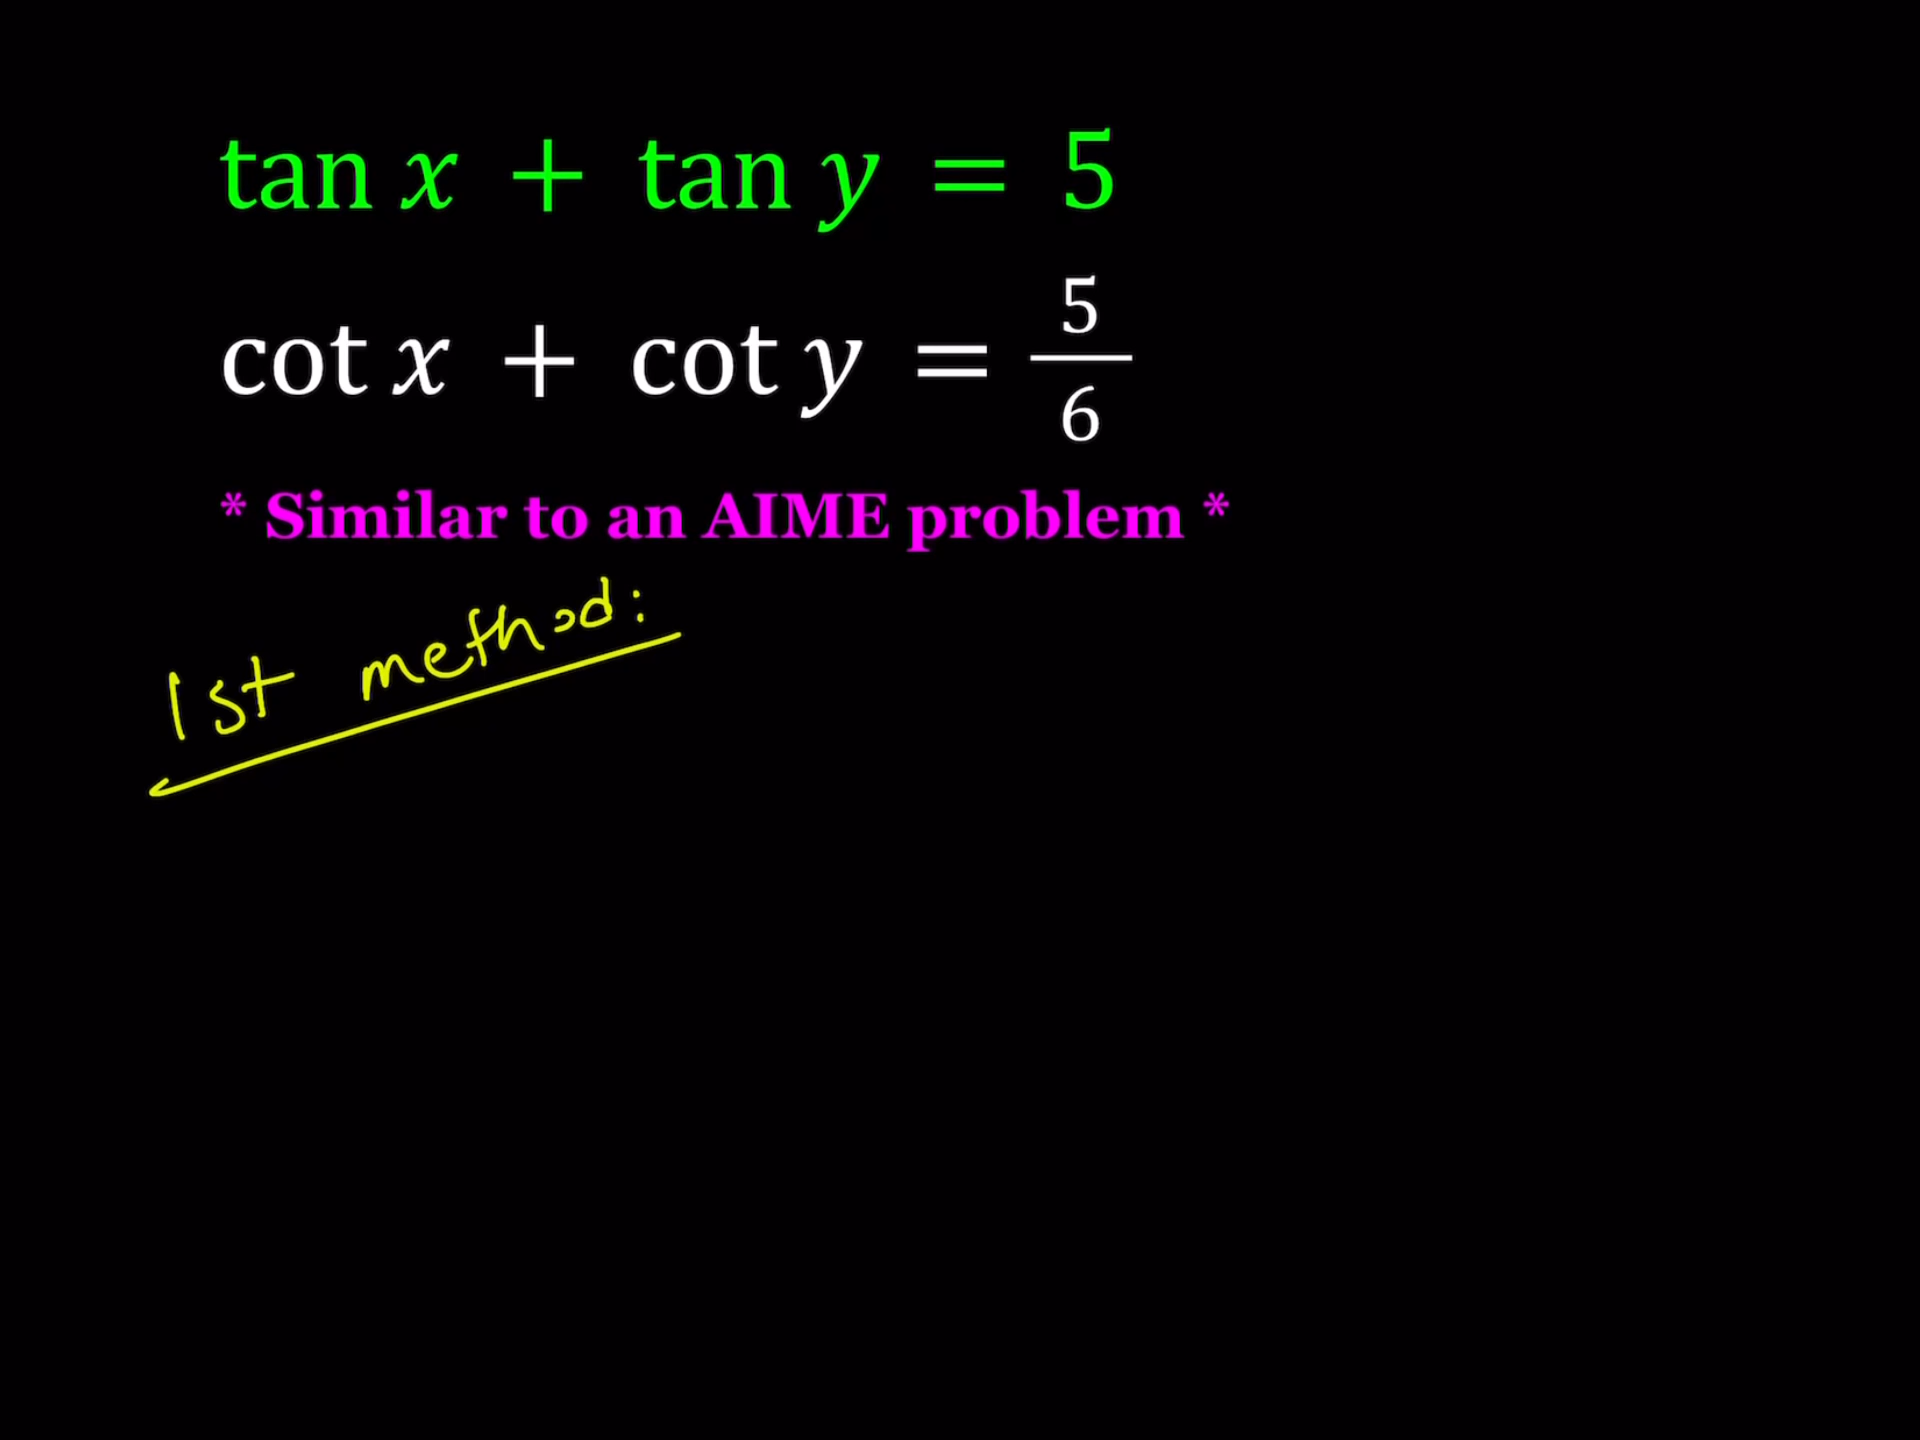 tan x + tan y = 5
cot x + cot y = 5/6
* Similar to an AIME problem *
1st method: